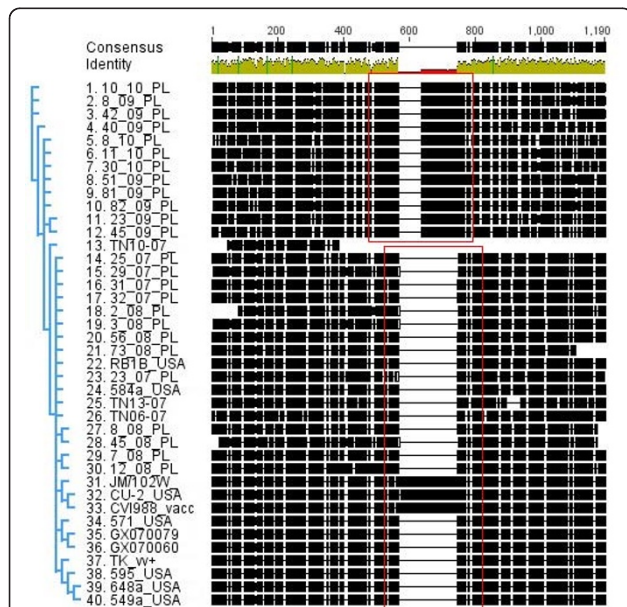 Consensus
1 200 400 600 800 1,000 1,190
Identity
1. 10_10_PL
2. 8_09_PL
3. 42_09_PL
4. 40_09_PL
5. 8_10_PL
6. 11_10_PL
7. 30_10_PL
8. 51_09_PL
9. 81_09_PL
10. 82_09_PL
11. 23_09_PL
12. 45_09_PL
13. TN10-07
14. 25_07_PL
15. 29_07_PL
16. 31_07_PL
17. 32_07_PL
18. 2_08_PL
19. 3_08_PL
20. 56_08_PL
21. 73_08_PL
22. RB1B_USA
23. 23_07_PL
24. 584a_USA
25. TN13-07
26. TN06-07
27. 8_08_PL
28. 45_08_PL
29. 7_08_PL
30. 12_08_PL
31. JM/102W
32. CU-2_USA
33. CVI988_vacc
34. 571_USA
35. GX070079
36. GX070060
37. TK_vv+
38. 595_USA
39. 648a_USA
40. 549a_USA